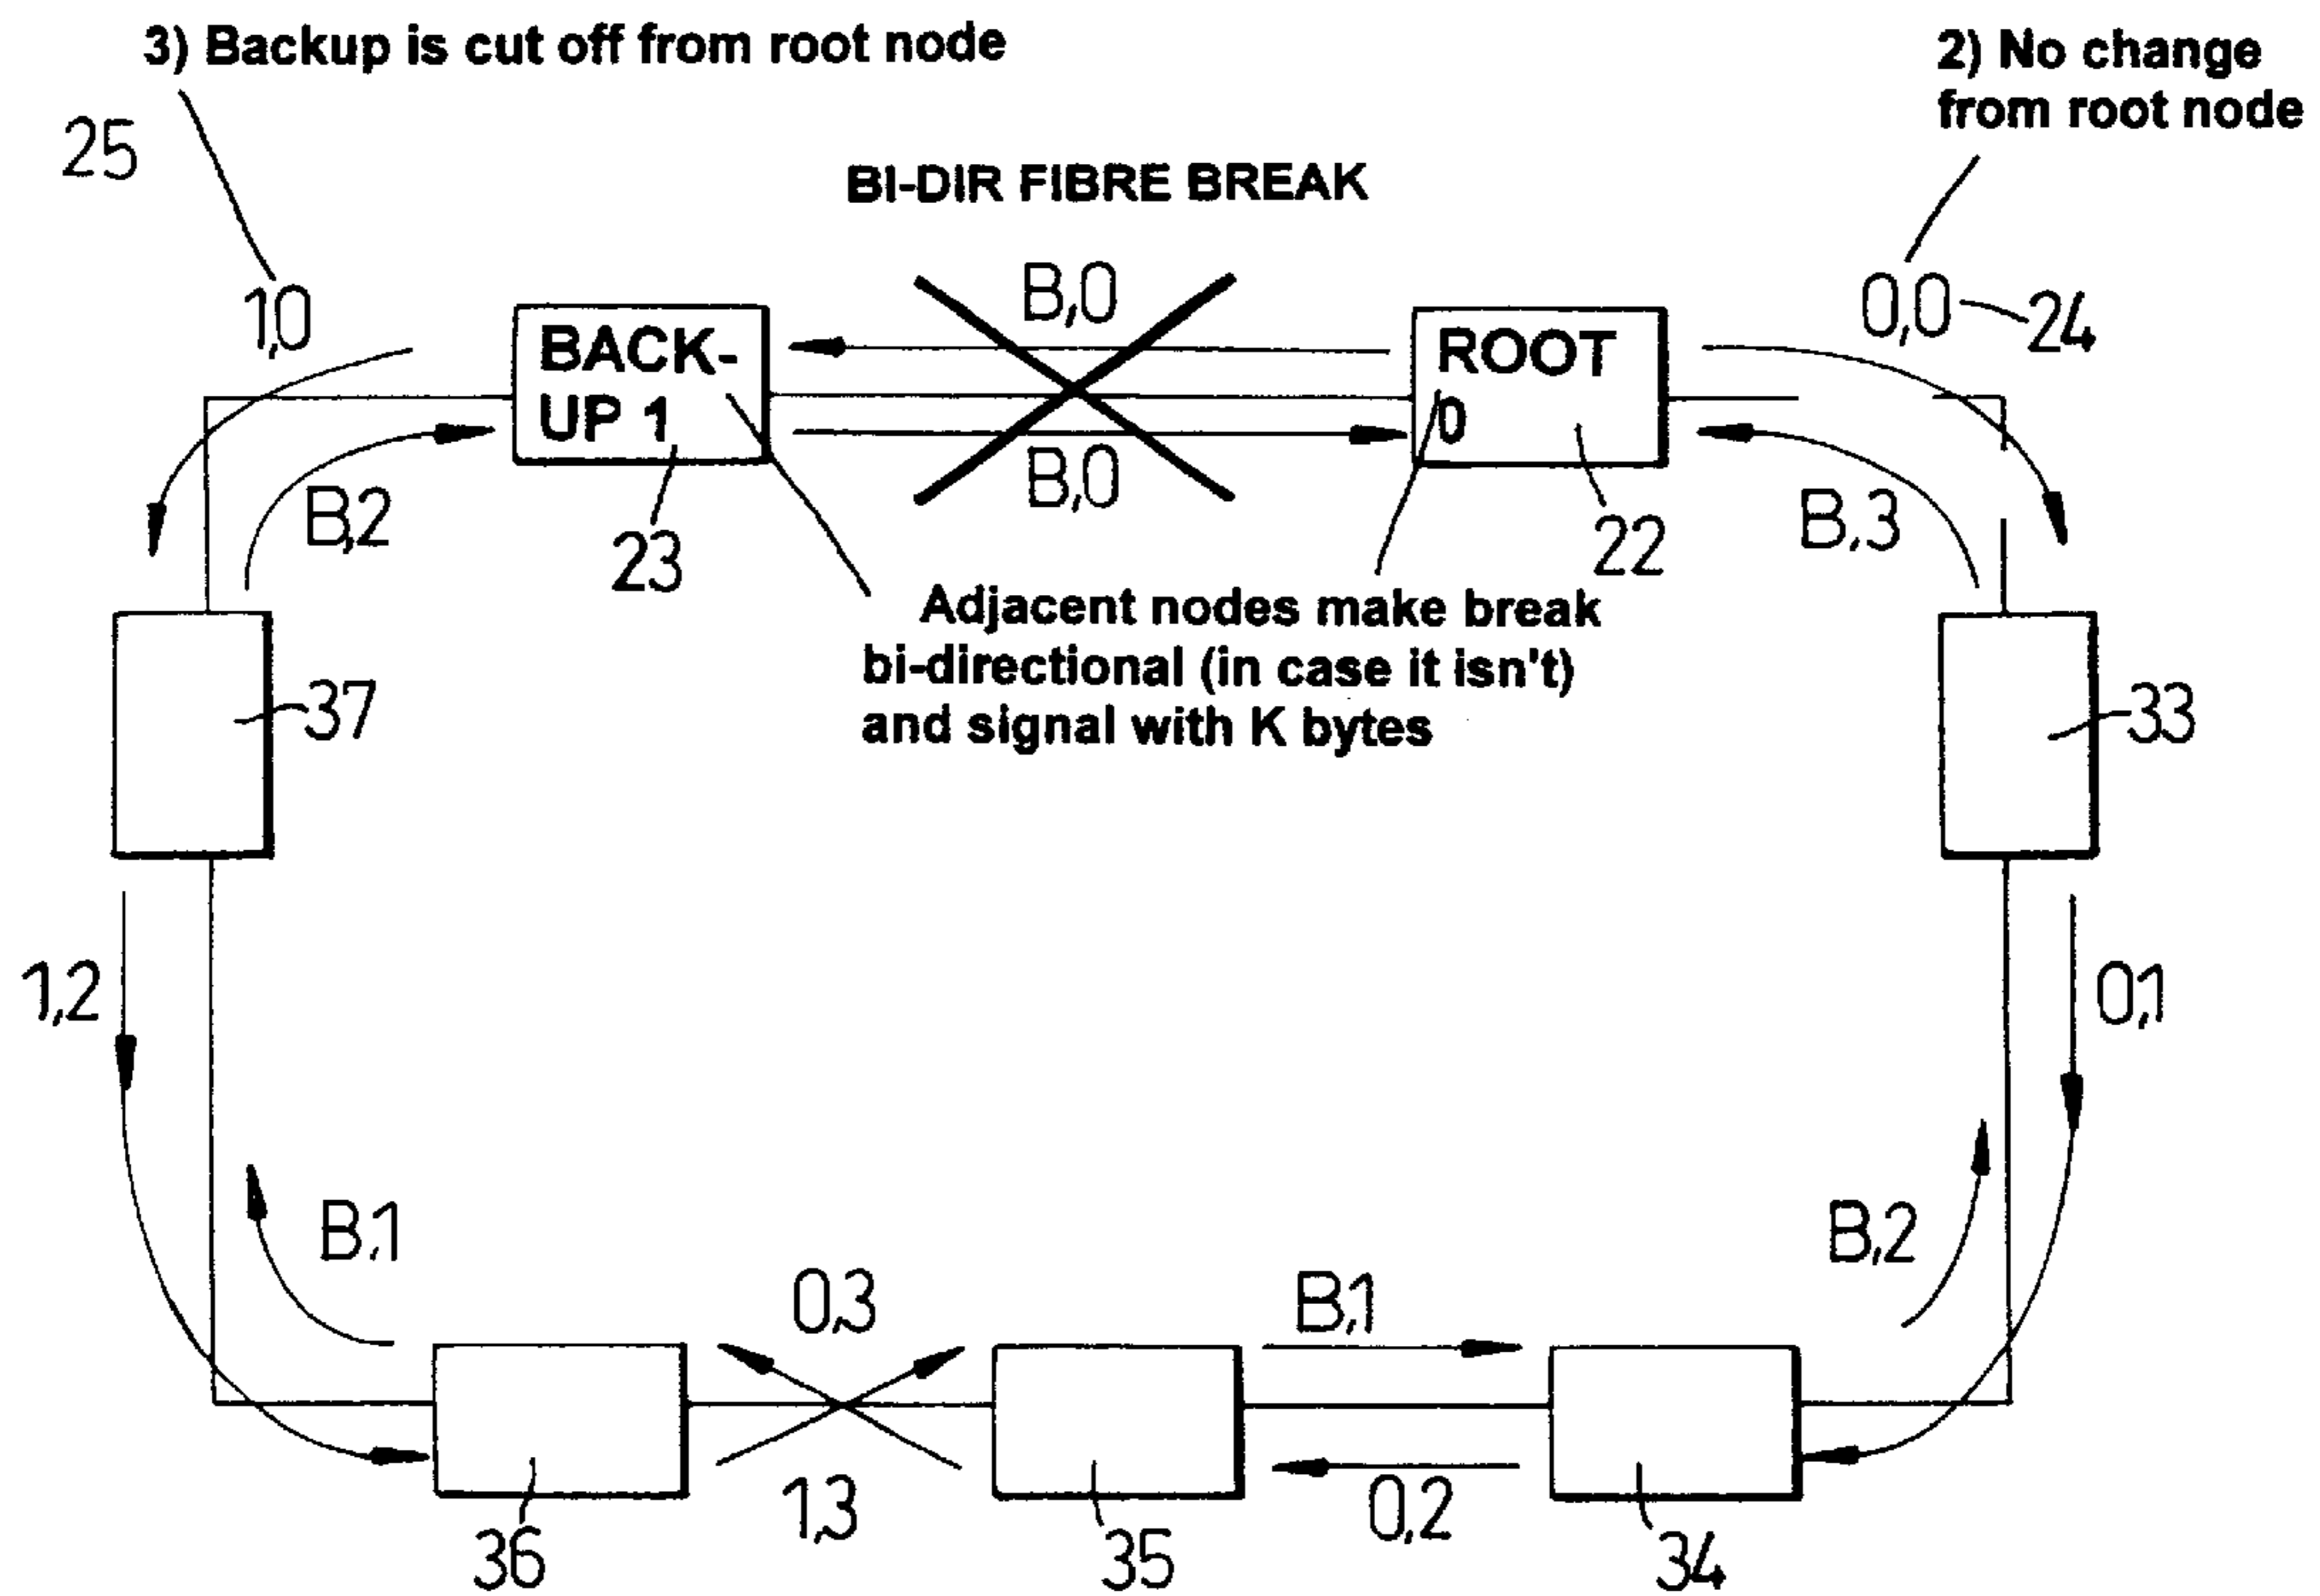 3) Backup is cut off from root node
2) No change
from root node
25
BI-DIR FIBRE BREAK
1,0
B,0
0,0
24
BACK-
UP 1
ROOT
0
B,2
B,0
B,3
23
22
Adjacent nodes make break
bi-directional (in case it isn't)
and signal with K bytes
37
33
1,2
0,1
B,1
B,2
0,3
B,1
1,3
0,2
36
35
34